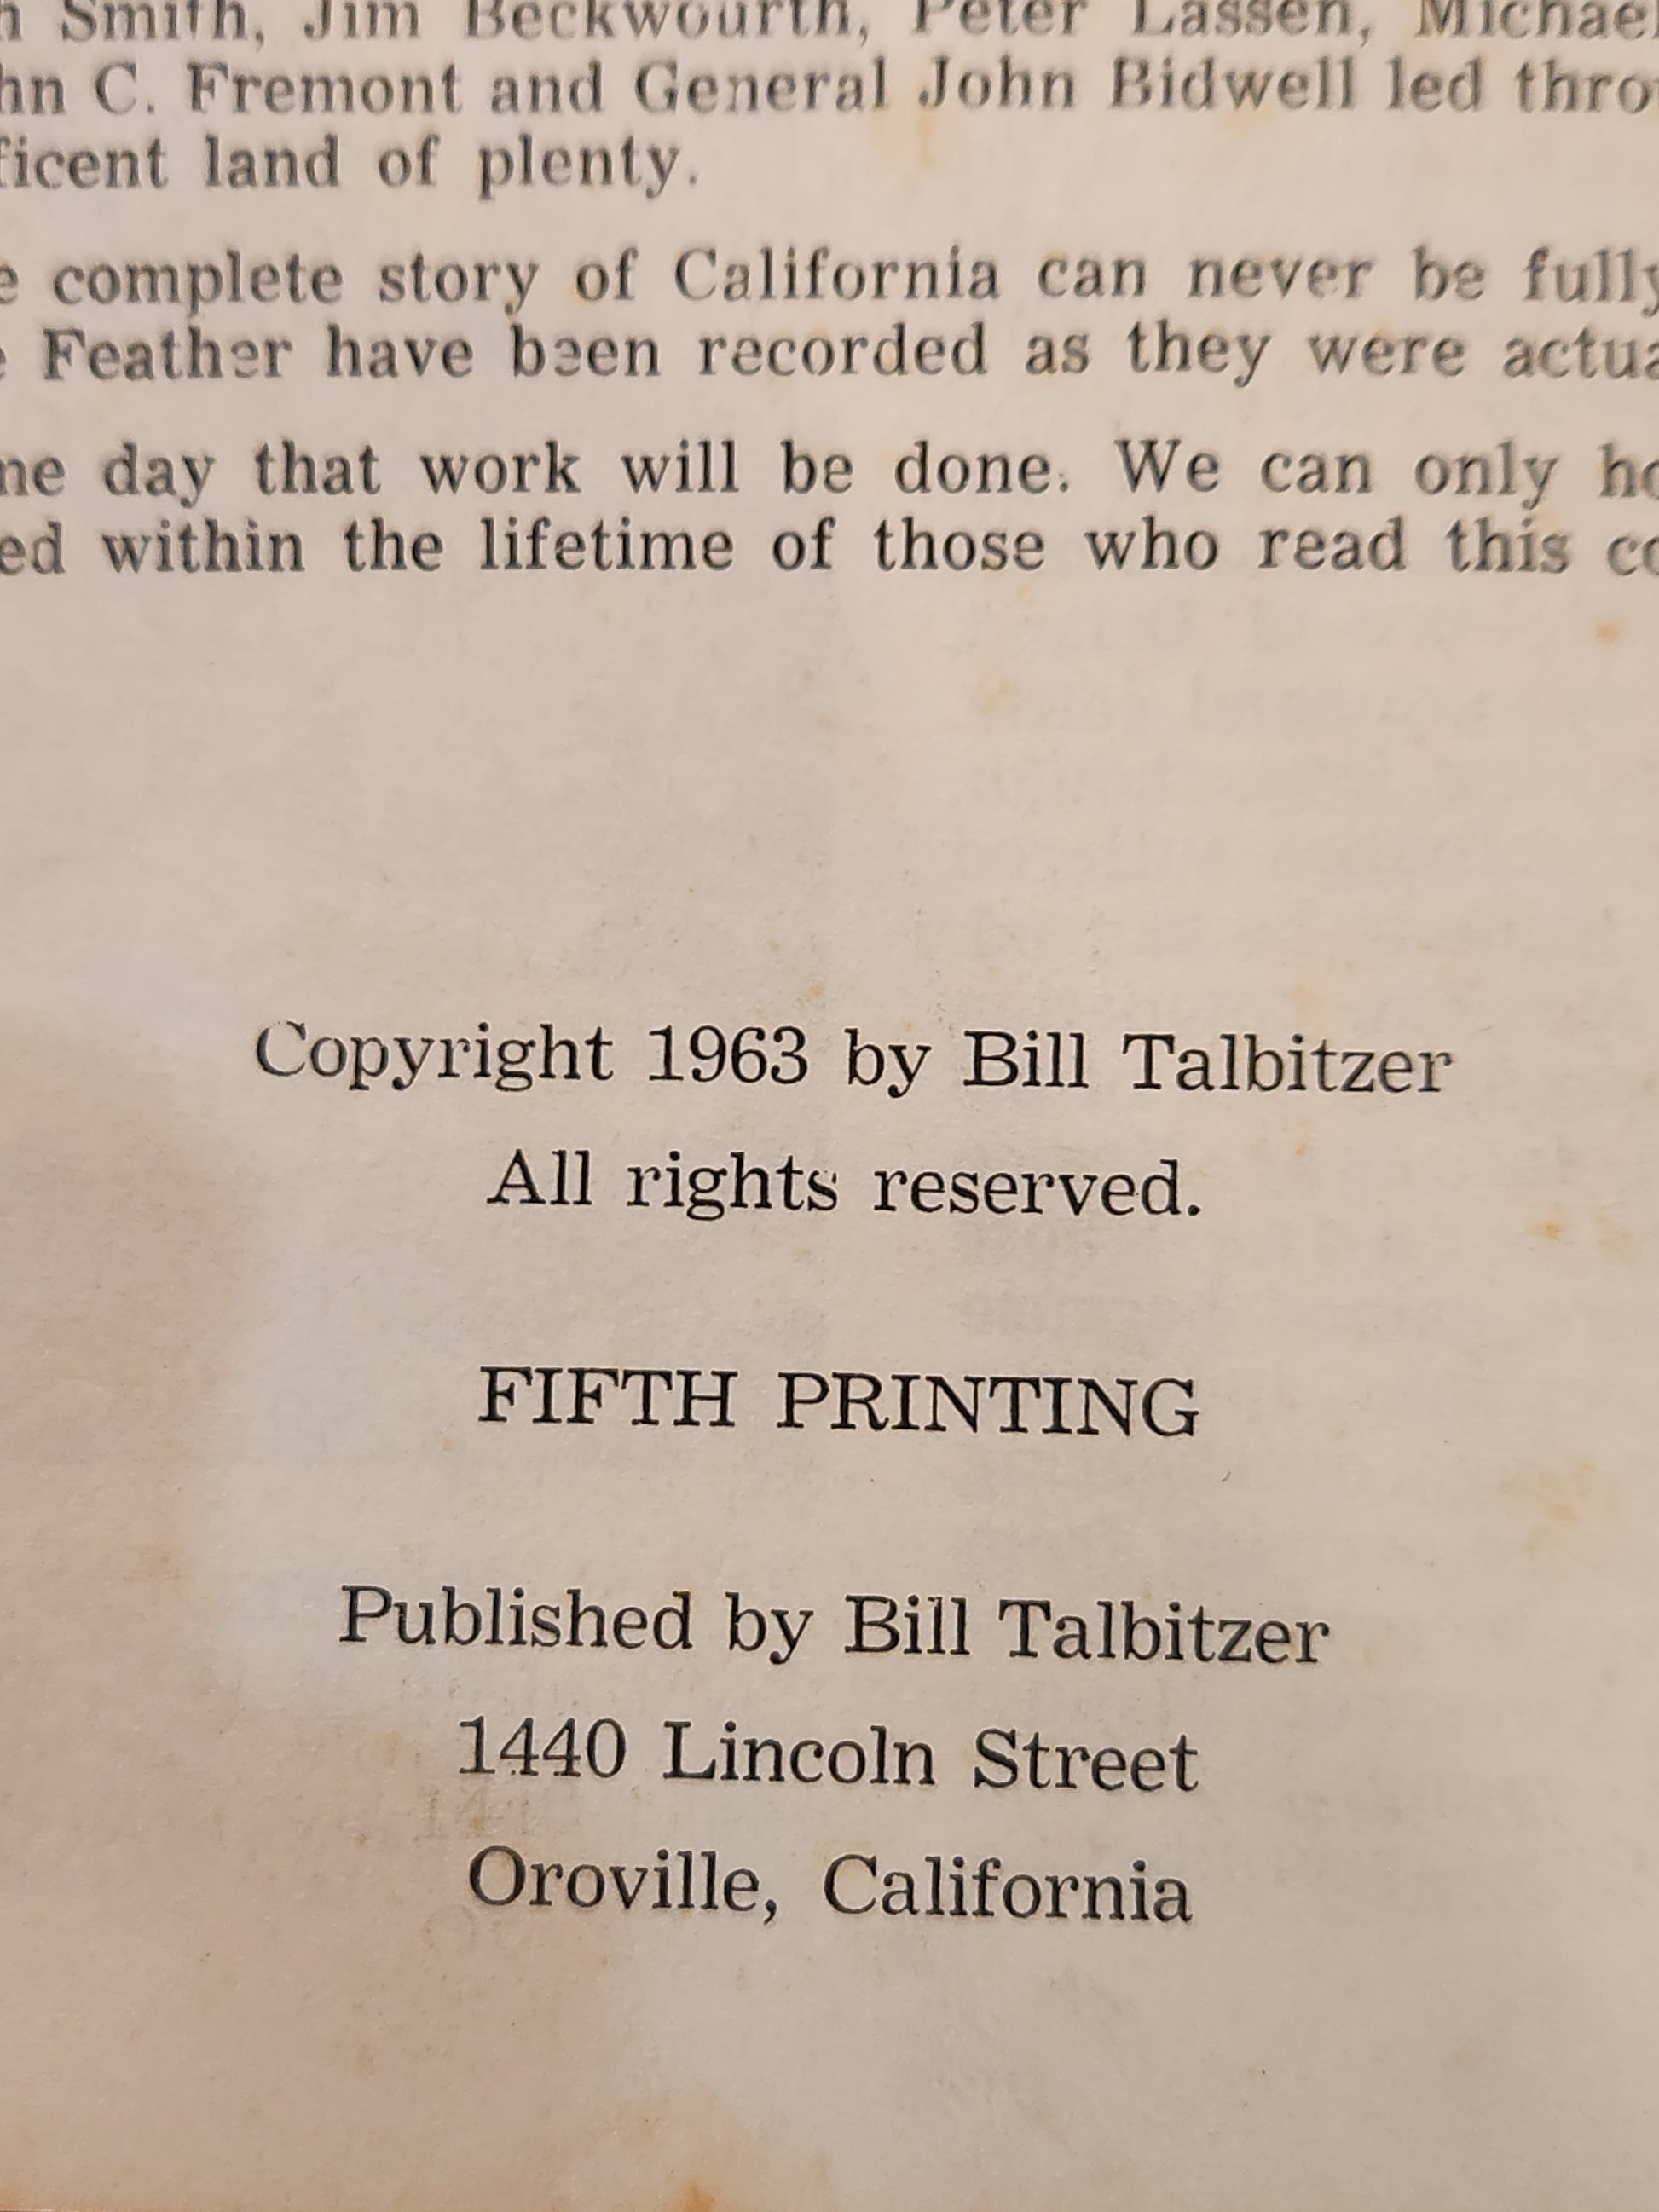 Smith, Jim Beckwourth, Peter Lassen, Michael
hn C. Fremont and General John Bidwell led thro
ficent land of plenty.
e complete story of California can never be fully
e Feather have been recorded as they were actua
ne day that work will be done. We can only ho
ed within the lifetime of those who read this co
Copyright 1963 by Bill Talbitzer
All rights reserved.
FIFTH PRINTING
Published by Bill Talbitzer
1440 Lincoln Street
Oroville, California